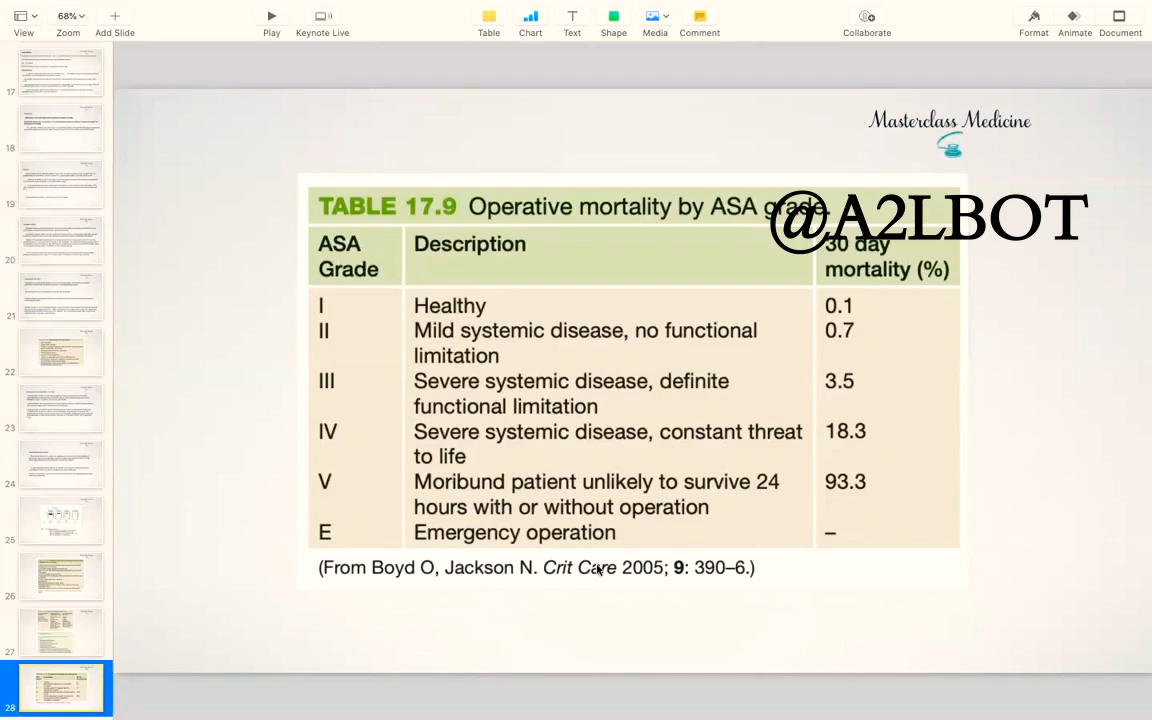 68%
View
Zoom
Add Slide
Play
Keynote Live
Table
Chart
Text
Shape
Media
Comment
Collaborate
Format
Animate
Document
17
18
19
20
21
22
23
24
25
26
27
28
Masterclass Medicine
@A2LBOT
TABLE 17.9 Operative mortality by ASA grade
ASA Grade Description 30 day mortality (%)
I Healthy 0.1
II Mild systemic disease, no functional 0.7
limitation
III Severe systemic disease, definite 3.5
functional limitation
IV Severe systemic disease, constant threat 18.3
to life
V Moribund patient unlikely to survive 24 93.3
hours with or without operation
E Emergency operation –
(From Boyd O, Jackson N. Crit Care 2005; 9: 390–6.)